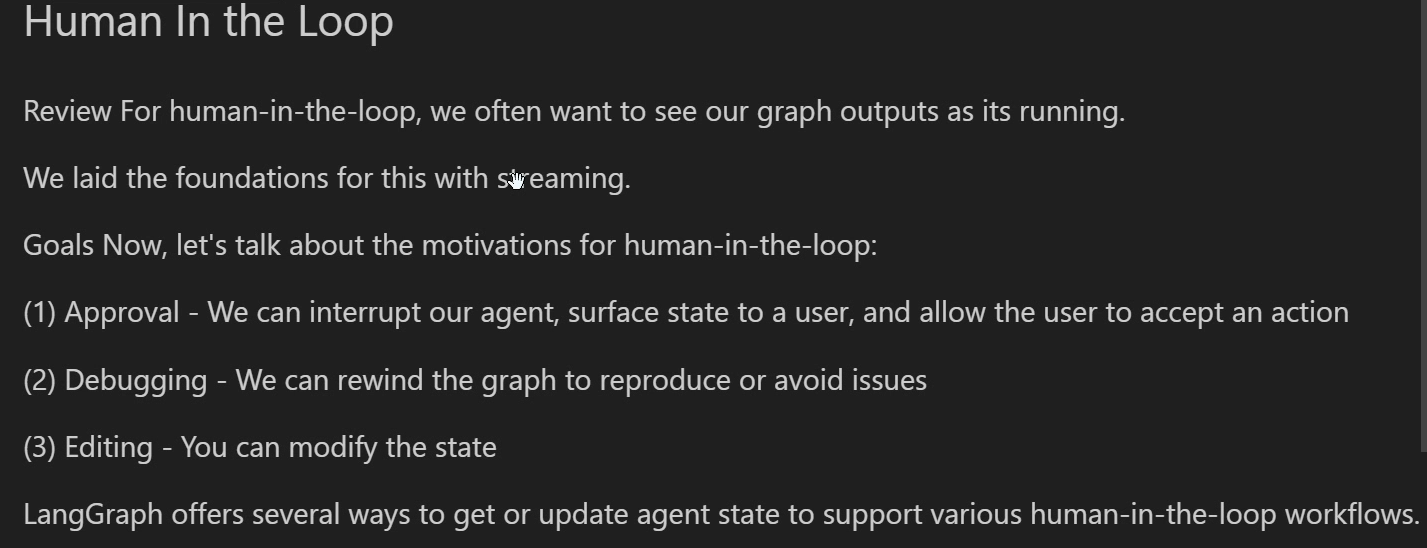 Human In the Loop
Review For human-in-the-loop, we often want to see our graph outputs as its running.
We laid the foundations for this with streaming.
Goals Now, let's talk about the motivations for human-in-the-loop:
(1) Approval - We can interrupt our agent, surface state to a user, and allow the user to accept an action
(2) Debugging - We can rewind the graph to reproduce or avoid issues
(3) Editing - You can modify the state
LangGraph offers several ways to get or update agent state to support various human-in-the-loop workflows.